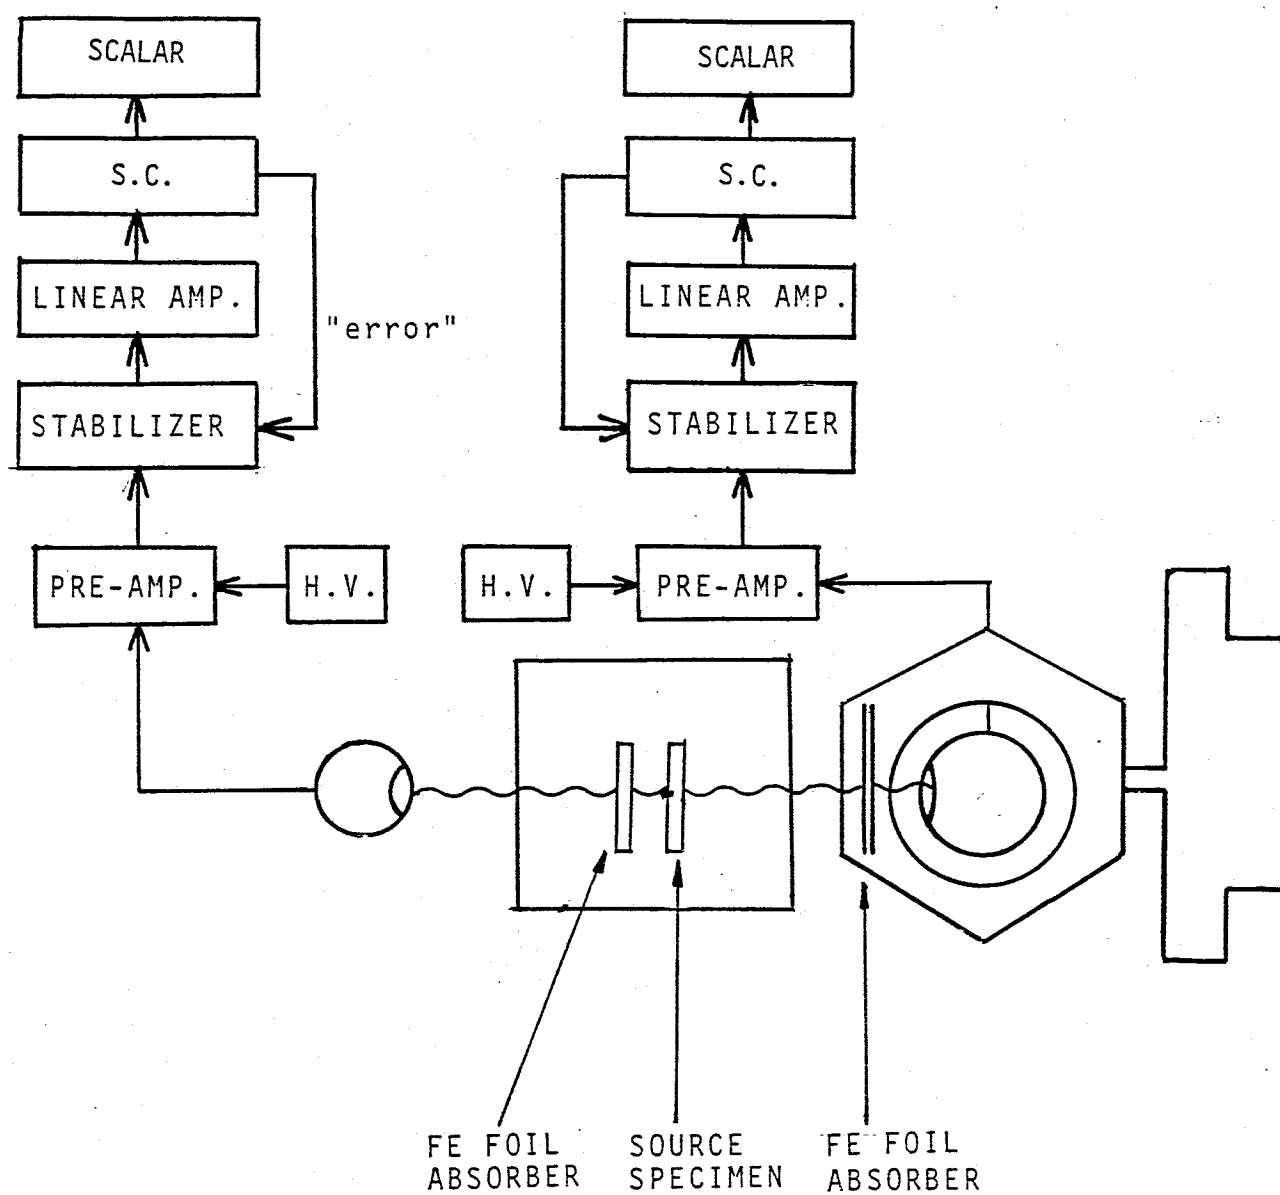 SCALAR
SCALAR
S.C.
S.C.
LINEAR AMP.
LINEAR AMP.
"error"
STABILIZER
STABILIZER
PRE-AMP.
H.V.
H.V.
PRE-AMP.
FE FOIL
ABSORBER
SOURCE
SPECIMEN
FE FOIL
ABSORBER